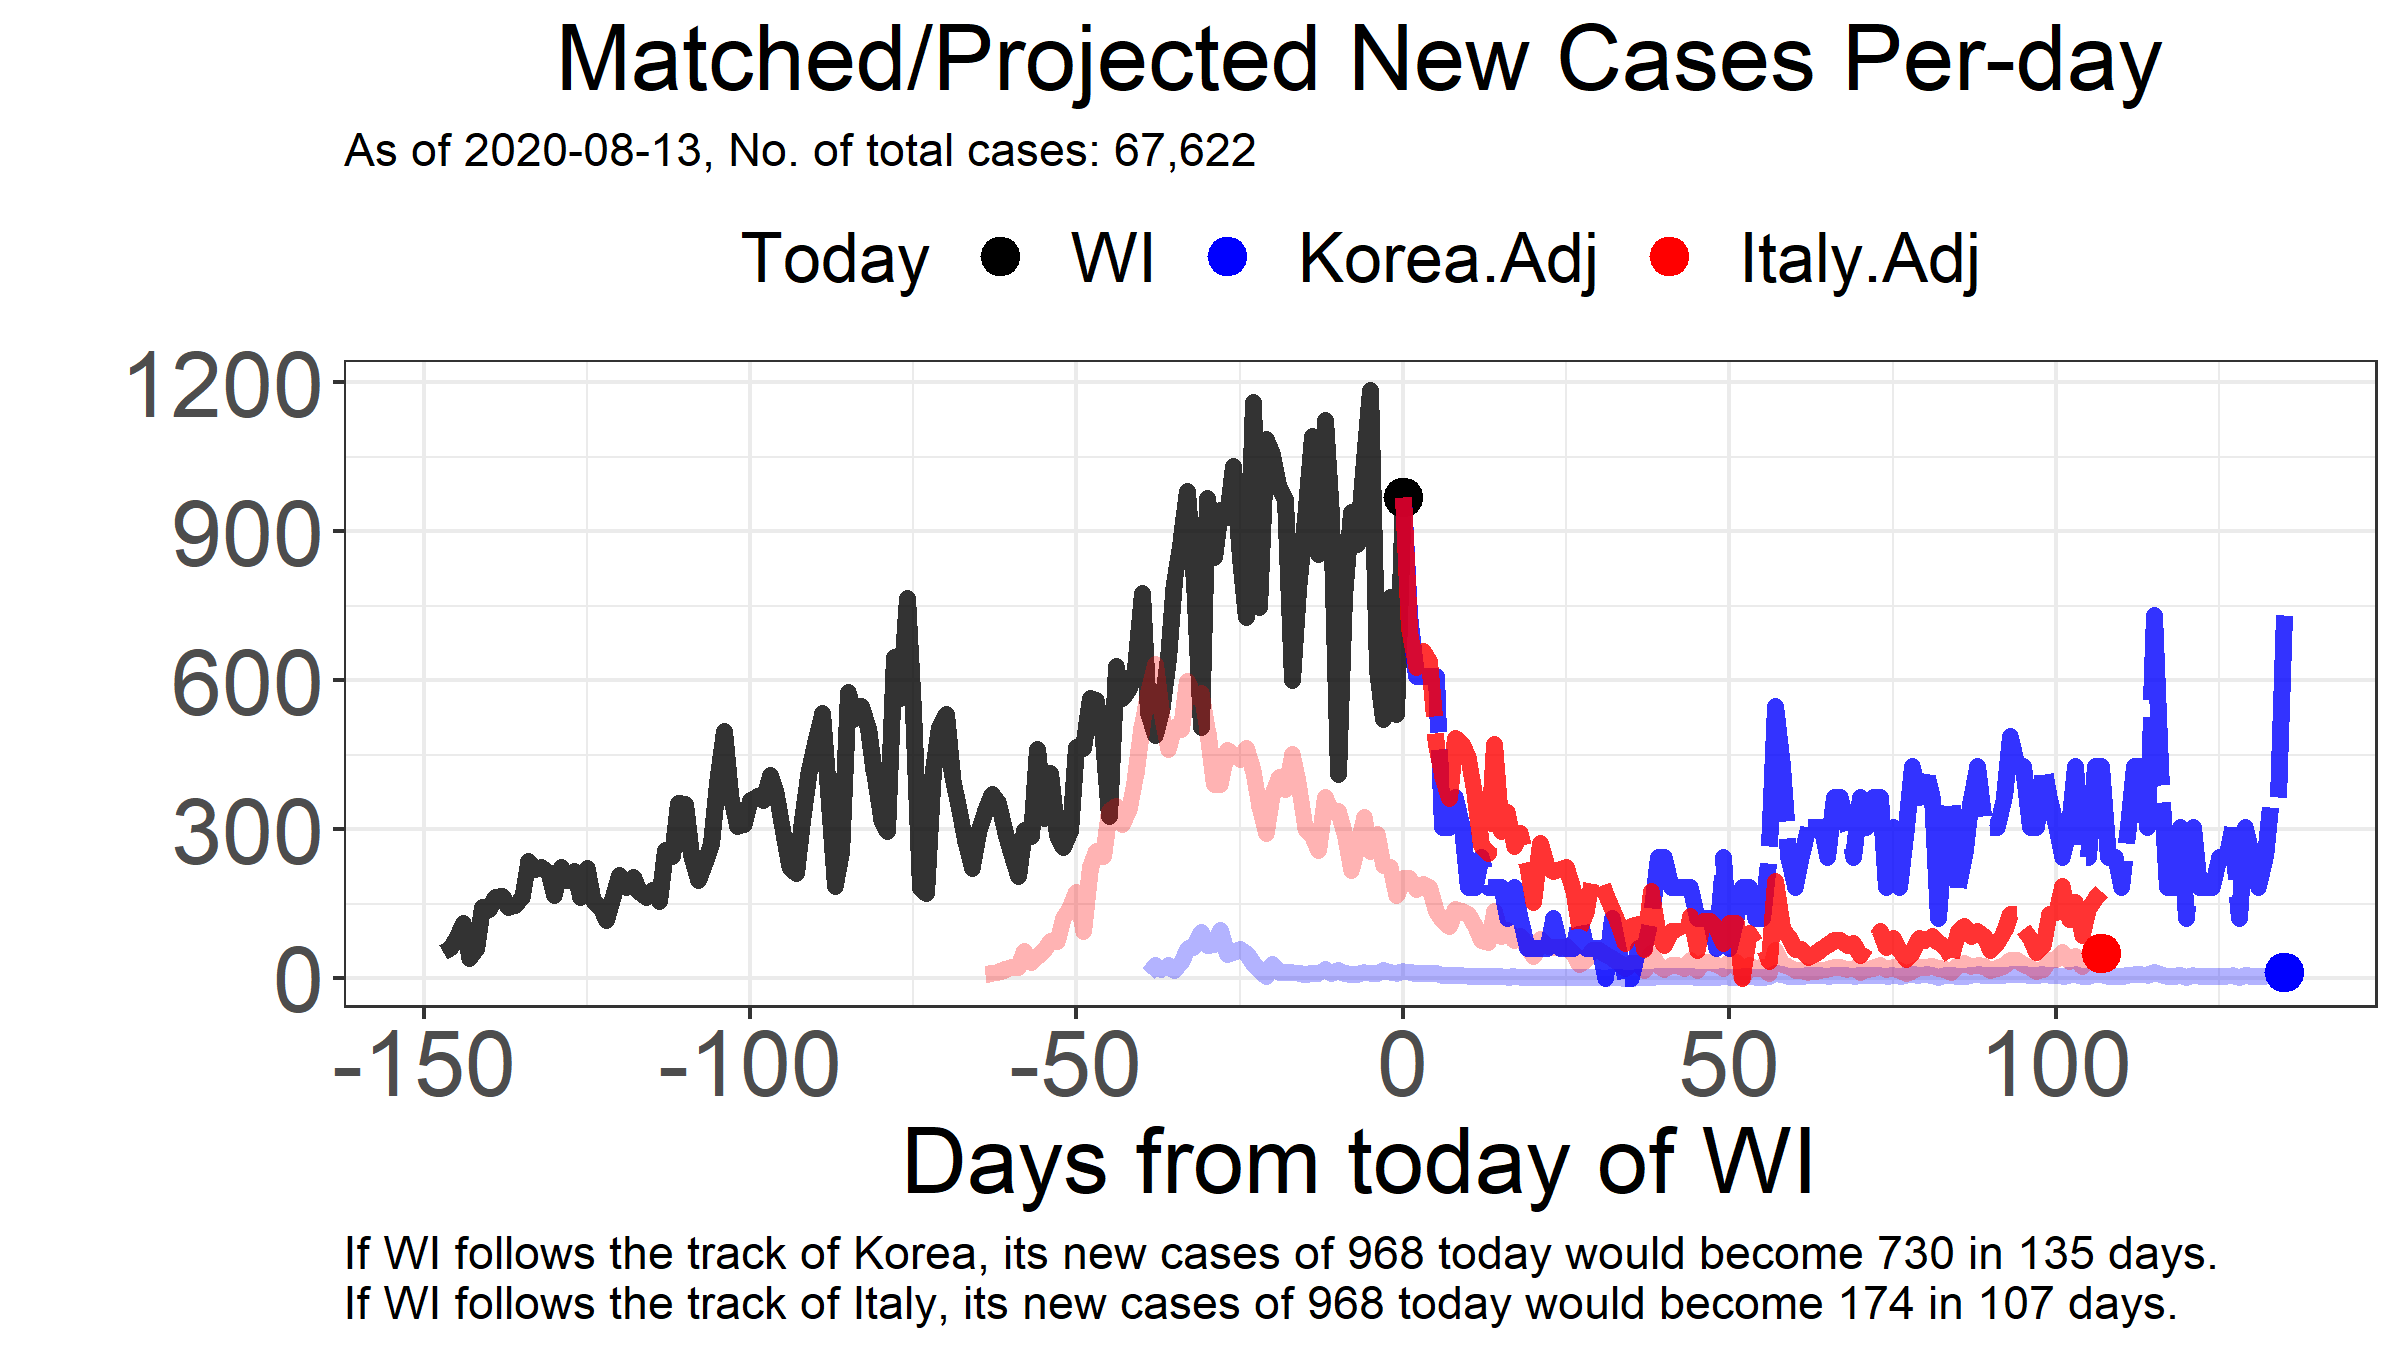 Matched/Projected New Cases Per-day
As of 2020-08-13, No. of total cases: 67,622
Today WI Korea.Adj Italy.Adj
1200
900
600
300
0
-150 -100 -50 0 50 100
Days from today of WI
If WI follows the track of Korea, its new cases of 968 today would become 730 in 135 days.
If WI follows the track of Italy, its new cases of 968 today would become 174 in 107 days.